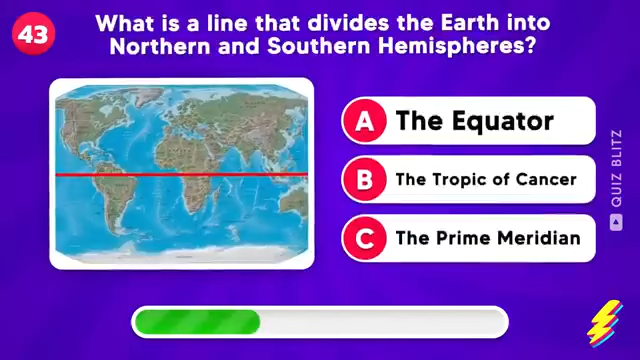 43
What is a line that divides the Earth into
Northern and Southern Hemispheres?
A The Equator
B The Tropic of Cancer
C The Prime Meridian
QUIZ BLITZ